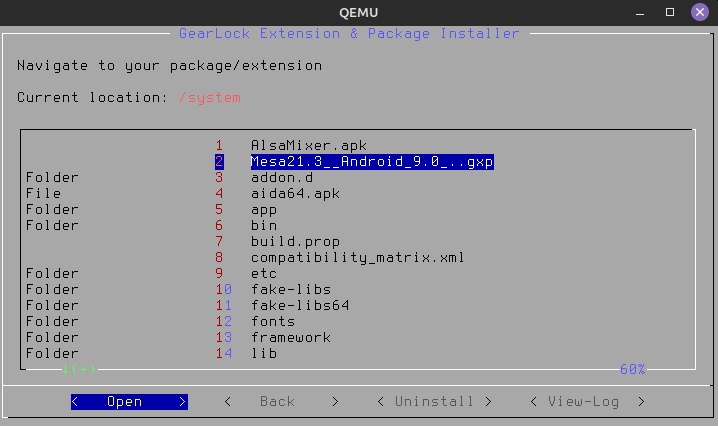 QEMU
GearLock Extension & Package Installer
Navigate to your package/extension
Current location: /system
1 AlsaMixer.apk
2 Mesa21.3__Android_9.0_..gxp
Folder 3 addon.d
File 4 aida64.apk
Folder 5 app
Folder 6 bin
7 build.prop
8 compatibility_matrix.xml
Folder 9 etc
Folder 10 fake-libs
Folder 11 fake-libs64
Folder 12 fonts
Folder 13 framework
Folder 14 lib
↓(+) 60%
< Open > < Back > < Uninstall > < View-Log >